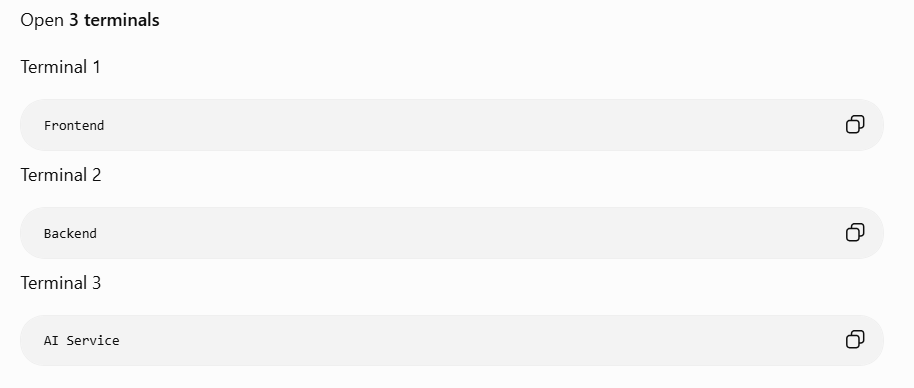 Open 3 terminals
Terminal 1
Frontend
Terminal 2
Backend
Terminal 3
AI Service